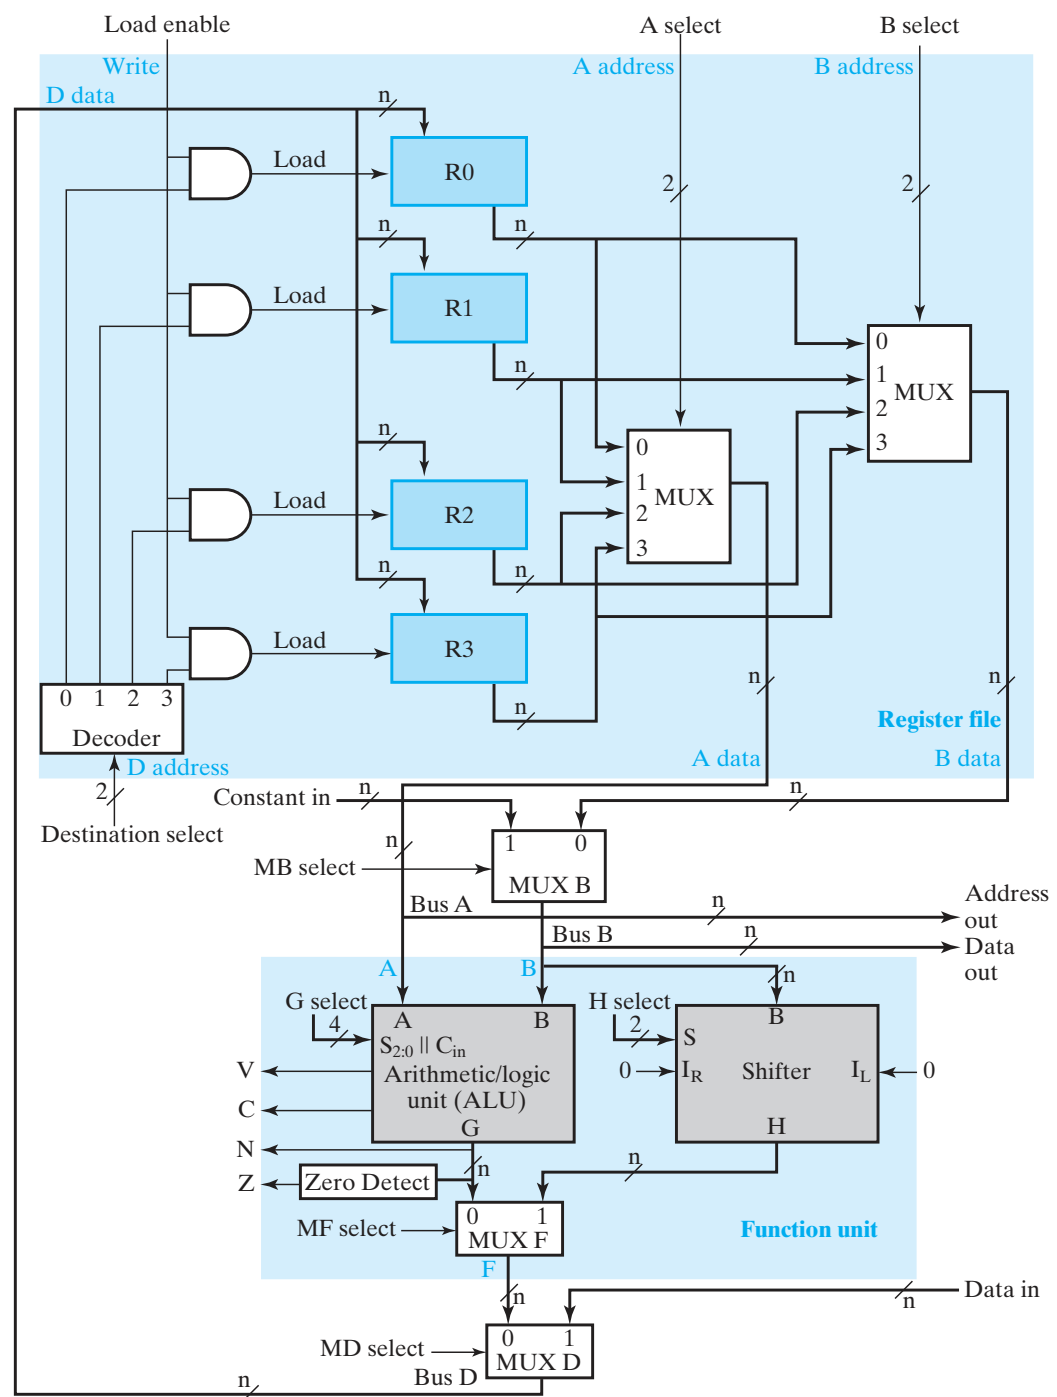 Load enable
A select
B select
Write
A address
B address
D data
n
Load
R0
2
2
n
n
Load
R1
n
0
1
MUX
2
3
n
0
1
MUX
2
3
Load
R2
n
n
Load
R3
n
n
n
0 1 2 3
Decoder
Register file
D address
A data
B data
2
Destination select
Constant in
n
n
n
1 0
MB select
MUX B
Bus A
n
Address
out
Bus B
n
Data
out
A
B
n
G select
4
H select
2
A
B
B
S2:0 || Cin
S
V
Arithmetic/logic
unit (ALU)
0
IR
Shifter
IL
0
C
G
H
N
n
n
Z
Zero Detect
0 1
MF select
MUX F
Function unit
F
n
n
Data in
0 1
MD select
MUX D
Bus D
n